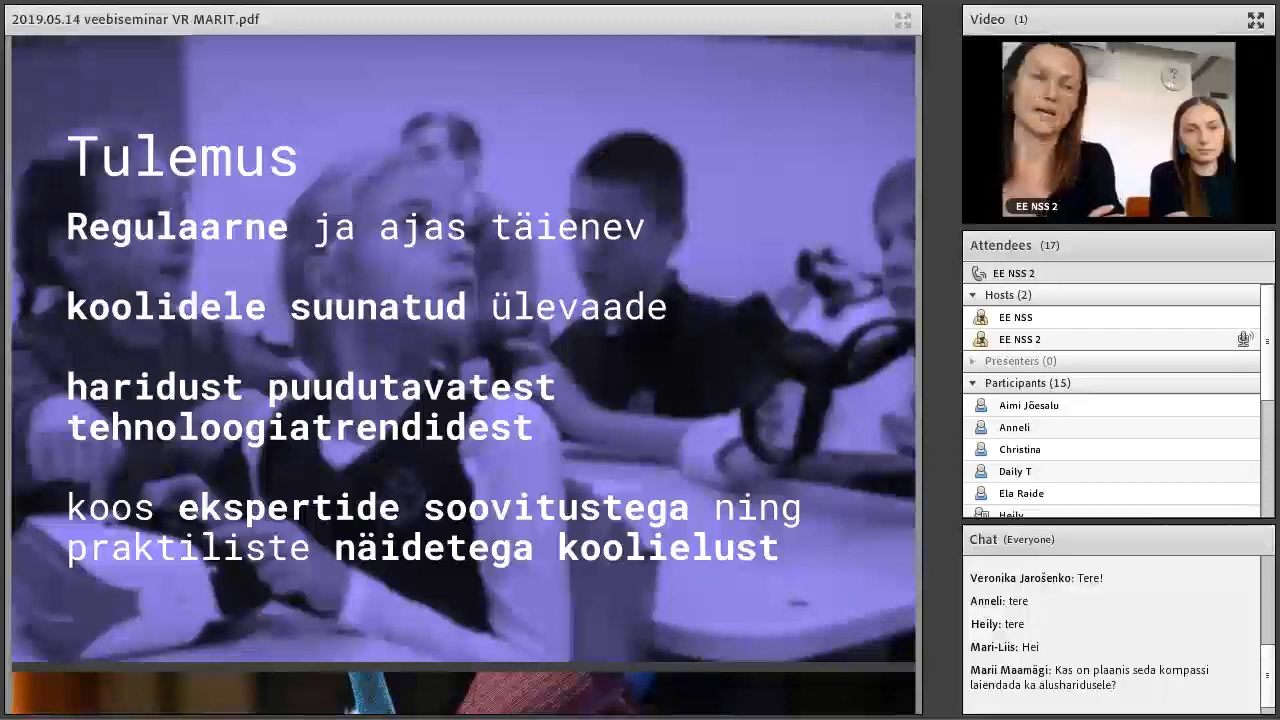 2019.05.14 veebiseminar VR MARIT.pdf
Tulemus
Regulaarne ja ajas täienev
koolidele suunatud ülevaade
haridust puudutavatest
tehnoloogiatrendidest
koos ekspertide soovitustega ning
praktiliste näidetega koolielust
Video (1)
EE NSS 2
Attendees (17)
EE NSS 2
Hosts (2)
EE NSS
EE NSS 2
Presenters (0)
Participants (15)
Aimi Jõesalu
Anneli
Christina
Daily T
Ela Raide
Heily
Chat (Everyone)
Veronika Jarošenko: Tere!
Anneli: tere
Heily: tere
Mari-Liis: Hei
Marii Maamägi: Kas on plaanis seda kompassi
laiendada ka alusharidusele?